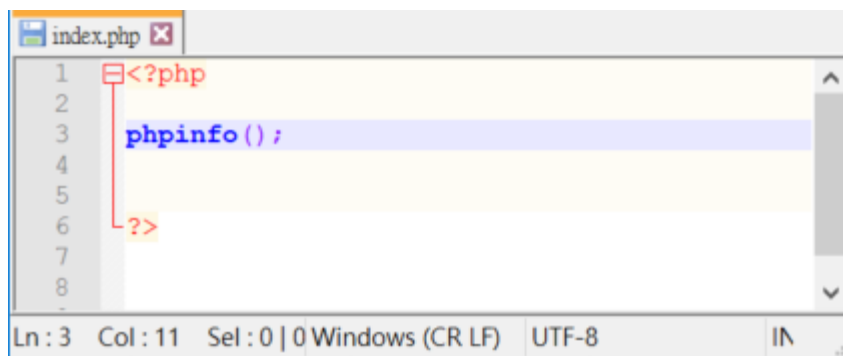 index.php
1 <?php
2
3 phpinfo();
4
5
6 ?>
7
8
Ln : 3 Col : 11 Sel : 0 | 0 Windows (CR LF) UTF-8 IN